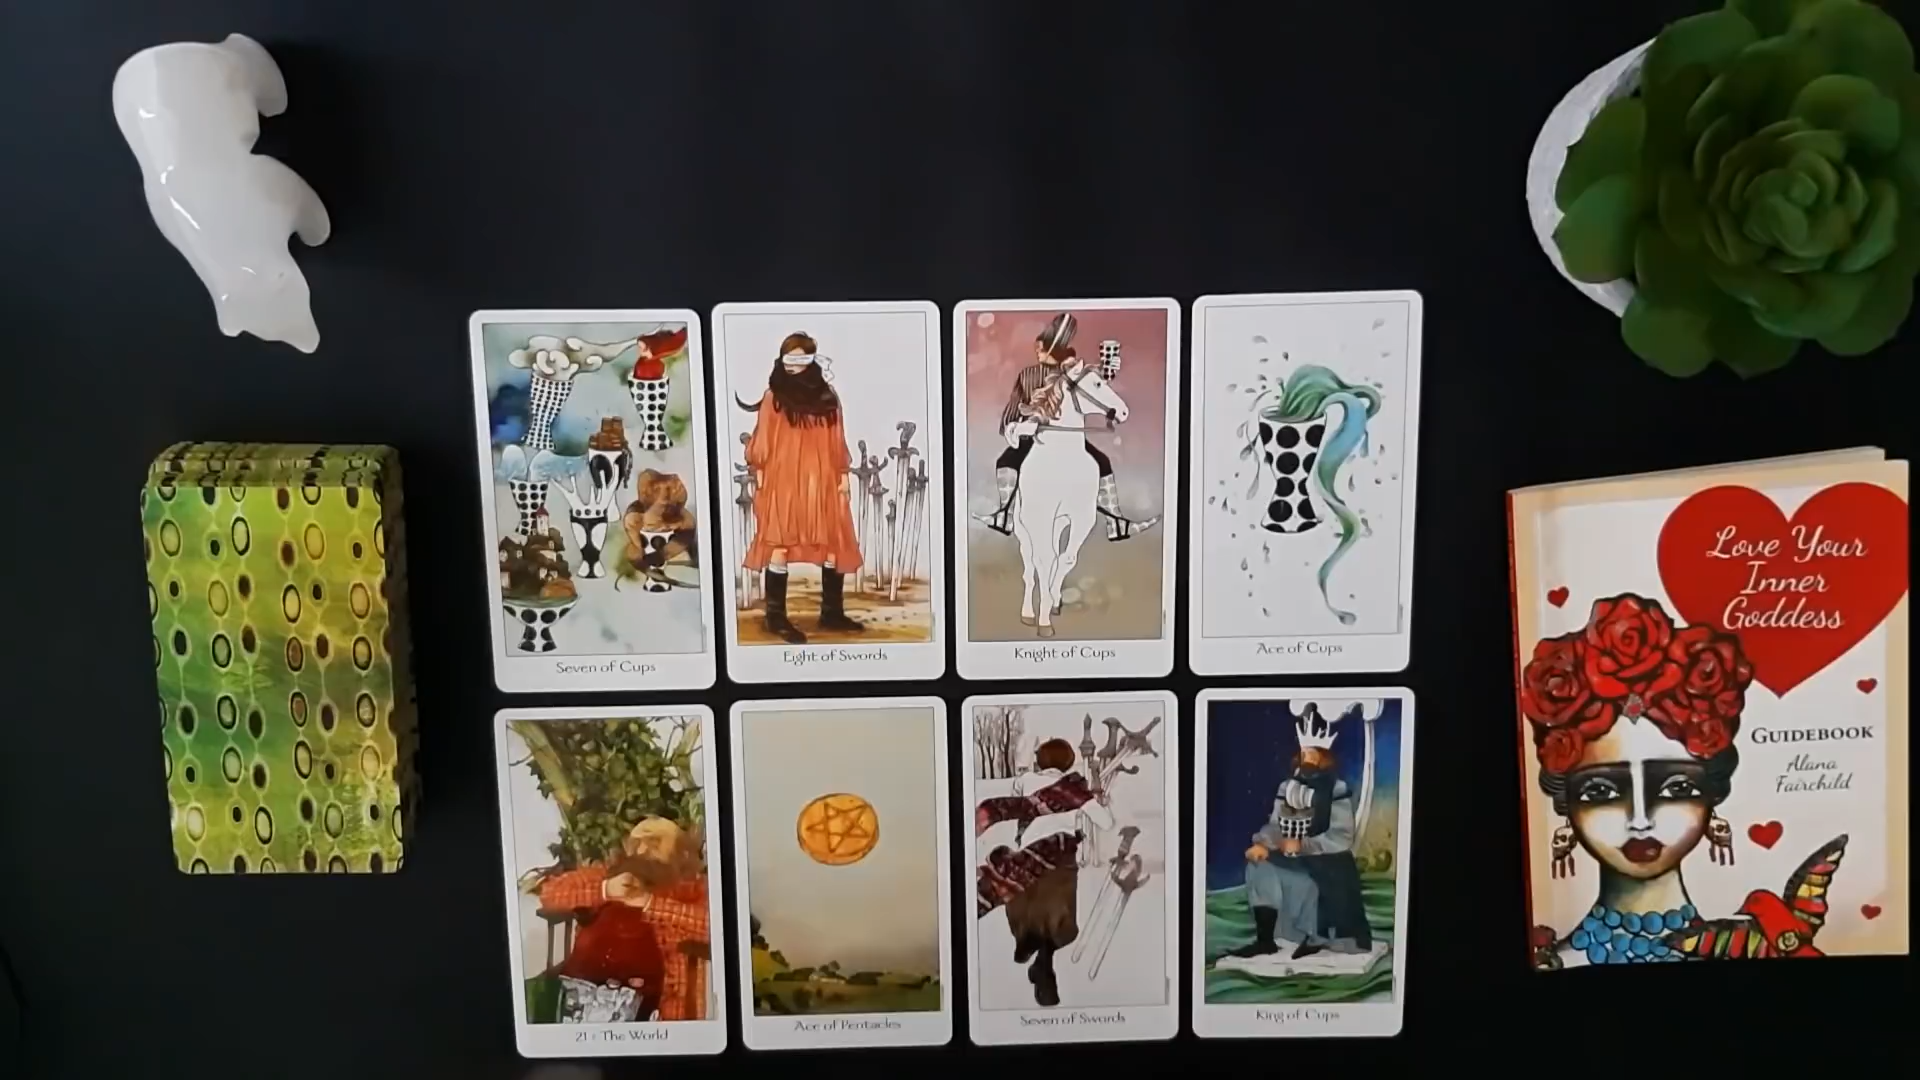 Seven of Cups
Eight of Swords
Knight of Cups
Ace of Cups
21 : The World
Ace of Pentacles
Seven of Swords
King of Cups
Love Your
Inner
Goddess
GUIDEBOOK
Alana
Fairchild